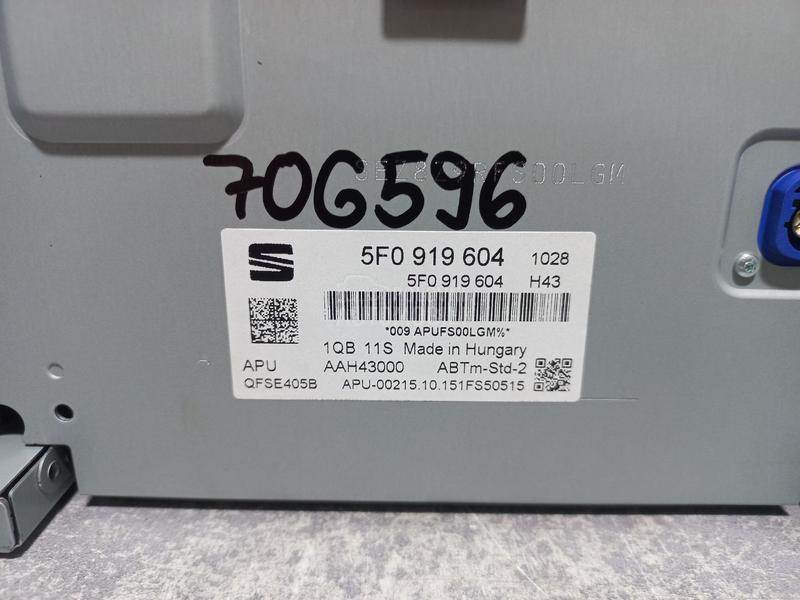 706596
5F0 919 604 1028
5F0 919 604 H43
*009 APUFS00LGM%*
1QB 11S Made in Hungary
APU AAH43000 ABTm-Std-2
QFSE405B APU-00215.10.151FS50515